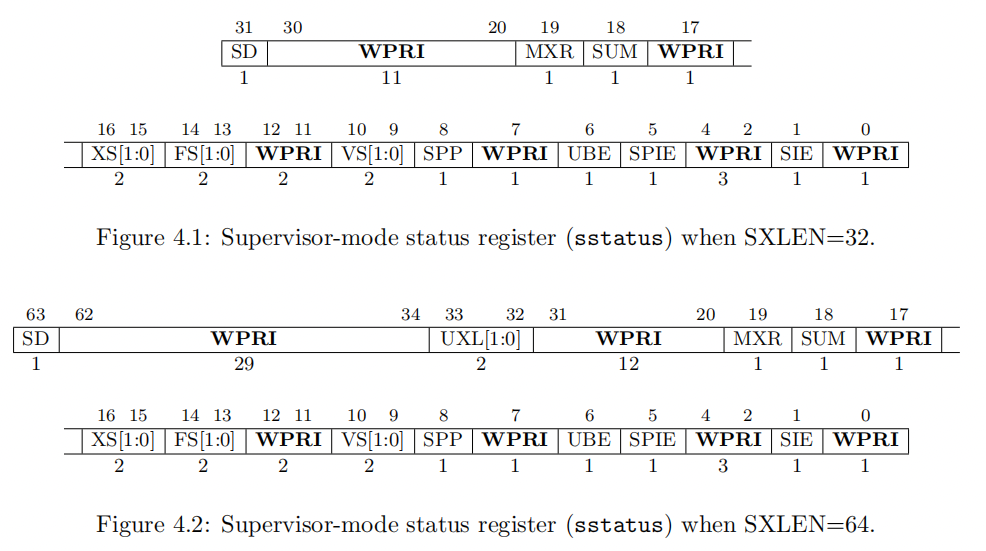 31 30 20 19 18 17
SD WPRI MXR SUM WPRI
1 11 1 1 1
16 15 14 13 12 11 10 9 8 7 6 5 4 2 1 0
XS[1:0] FS[1:0] WPRI VS[1:0] SPP WPRI UBE SPIE WPRI SIE WPRI
2 2 2 2 1 1 1 1 3 1 1
Figure 4.1: Supervisor-mode status register (sstatus) when SXLEN=32.
63 62 34 33 32 31 20 19 18 17
SD WPRI UXL[1:0] WPRI MXR SUM WPRI
1 29 2 12 1 1 1
16 15 14 13 12 11 10 9 8 7 6 5 4 2 1 0
XS[1:0] FS[1:0] WPRI VS[1:0] SPP WPRI UBE SPIE WPRI SIE WPRI
2 2 2 2 1 1 1 1 3 1 1
Figure 4.2: Supervisor-mode status register (sstatus) when SXLEN=64.